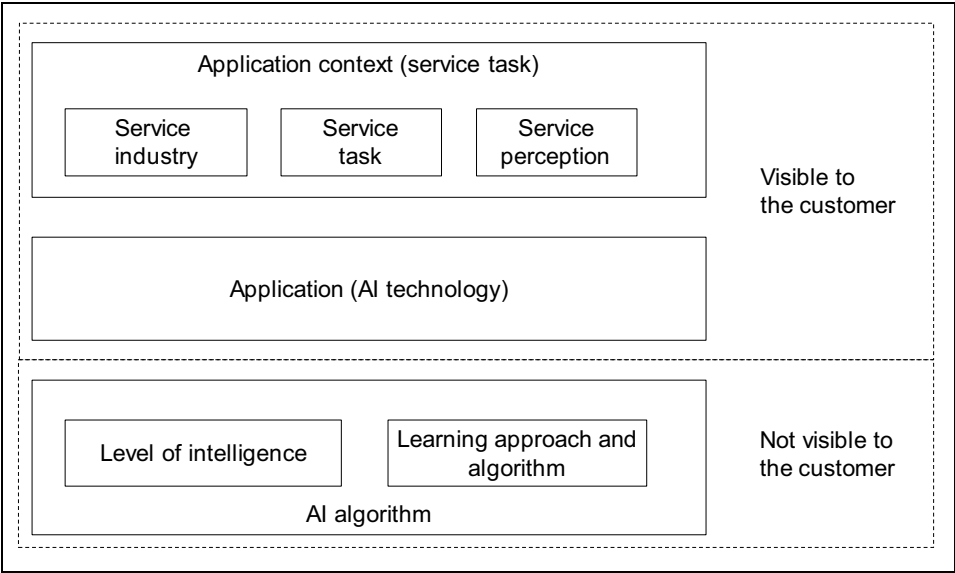 Application context (service task)
Service
industry
Service
task
Service
perception
Visible to
the customer
Application (AI technology)
Level of intelligence
Learning approach and
algorithm
AI algorithm
Not visible to
the customer